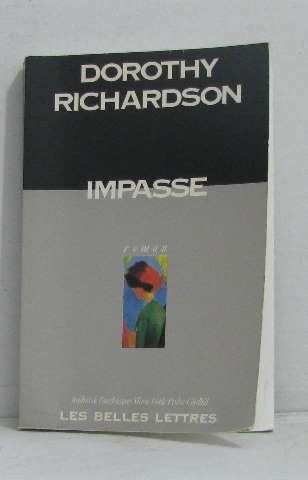 DOROTHY
RICHARDSON
IMPASSE
roman
LES BELLES LETTRES